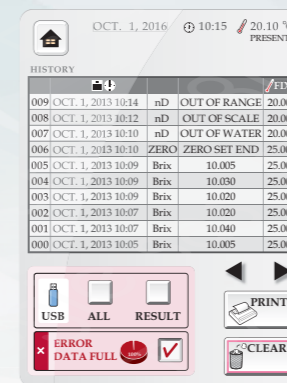 OCT. 1, 2016 10:15 20.10 °
PRESENT
HISTORY
FD
009 OCT. 1, 2013 10:14 nD OUT OF RANGE 20.00
008 OCT. 1, 2013 10:12 nD OUT OF SCALE 20.00
007 OCT. 1, 2013 10:10 nD OUT OF WATER 20.00
006 OCT. 1, 2013 10:10 ZERO ZERO SET END 25.00
005 OCT. 1, 2013 10:09 Brix 10.005 25.00
004 OCT. 1, 2013 10:09 Brix 10.030 25.00
003 OCT. 1, 2013 10:09 Brix 10.020 25.00
002 OCT. 1, 2013 10:07 Brix 10.020 25.00
001 OCT. 1, 2013 10:07 Brix 10.040 25.00
000 OCT. 1, 2013 10:05 Brix 10.005 25.00
USB ALL RESULT
PRINT
× ERROR
DATA FULL 100%
CLEAR